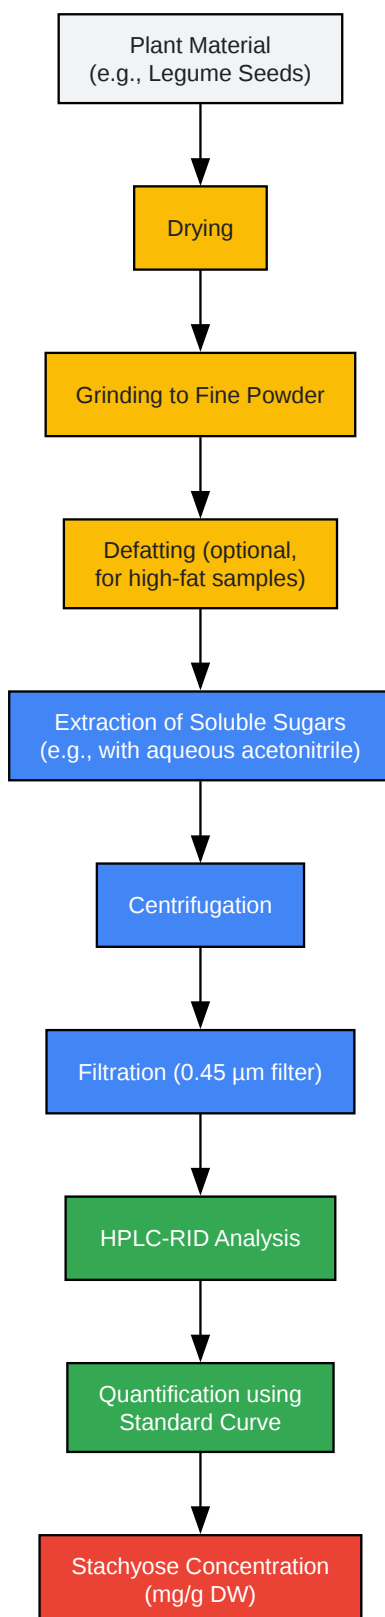 Plant Material
(e.g., Legume Seeds)
Drying
Grinding to Fine Powder
Defatting (optional,
for high-fat samples)
Extraction of Soluble Sugars
(e.g., with aqueous acetonitrile)
Centrifugation
Filtration (0.45 µm filter)
HPLC-RID Analysis
Quantification using
Standard Curve
Stachyose Concentration
(mg/g DW)